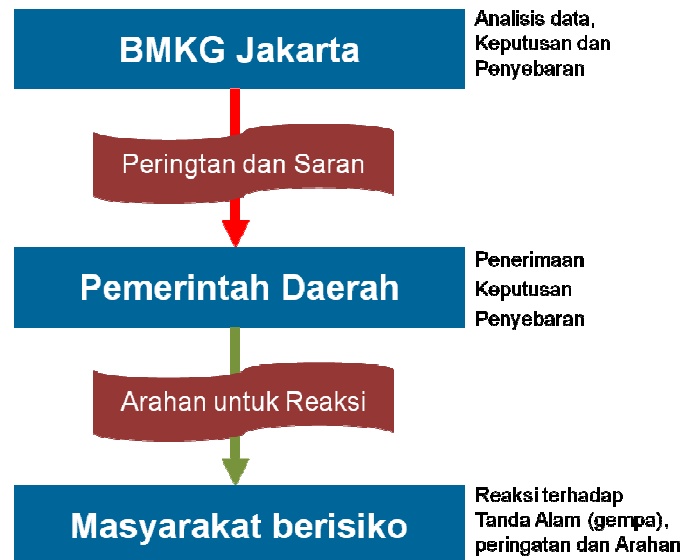 BMKG Jakarta
Analisis data,
Keputusan dan
Penyebaran
Peringtan dan Saran
Pemerintah Daerah
Penerimaan
Keputusan
Penyebaran
Arahan untuk Reaksi
Masyarakat berisiko
Reaksi terhadap
Tanda Alam (gempa),
peringatan dan Arahan